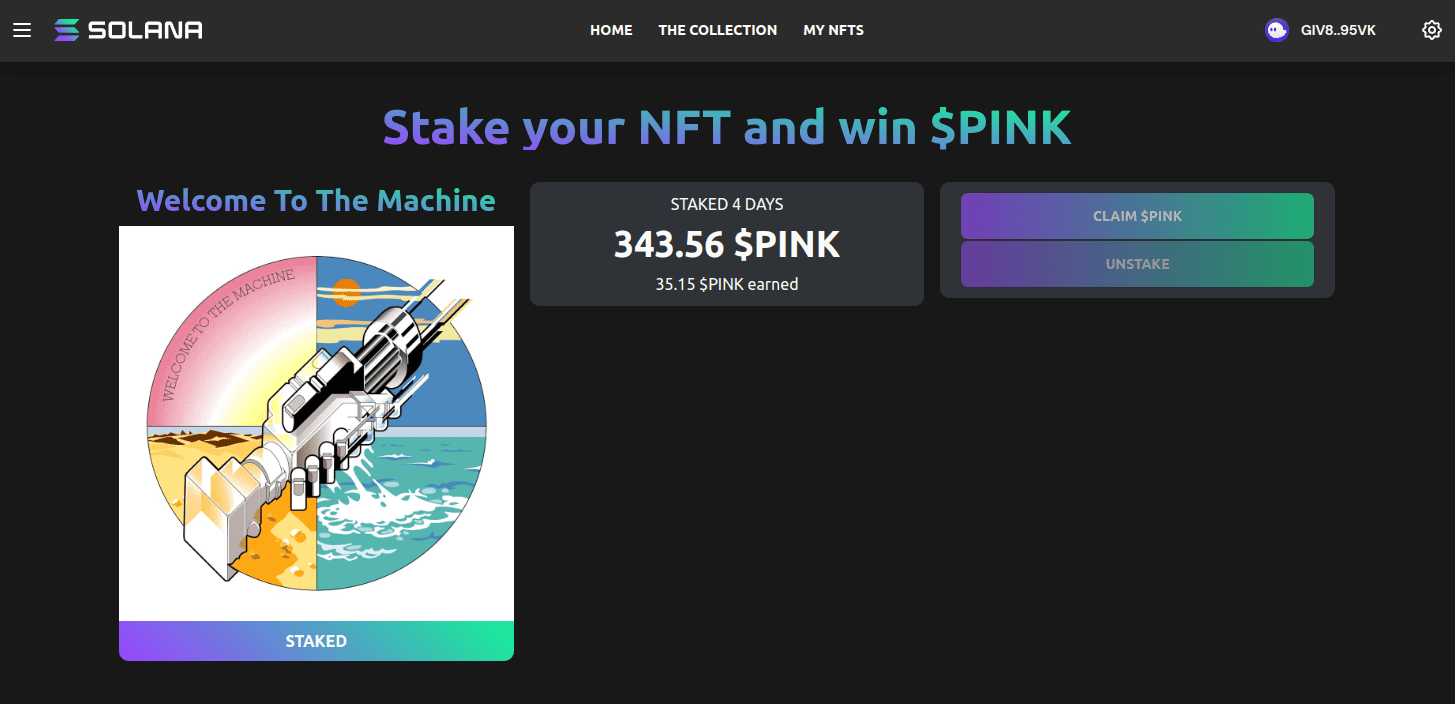 SOLANA
HOME THE COLLECTION MY NFTS
GIV8..95VK
Stake your NFT and win $PINK
Welcome To The Machine
WELCOME TO THE MACHINE
STAKED
STAKED 4 DAYS
343.56 $PINK
35.15 $PINK earned
CLAIM $PINK
UNSTAKE